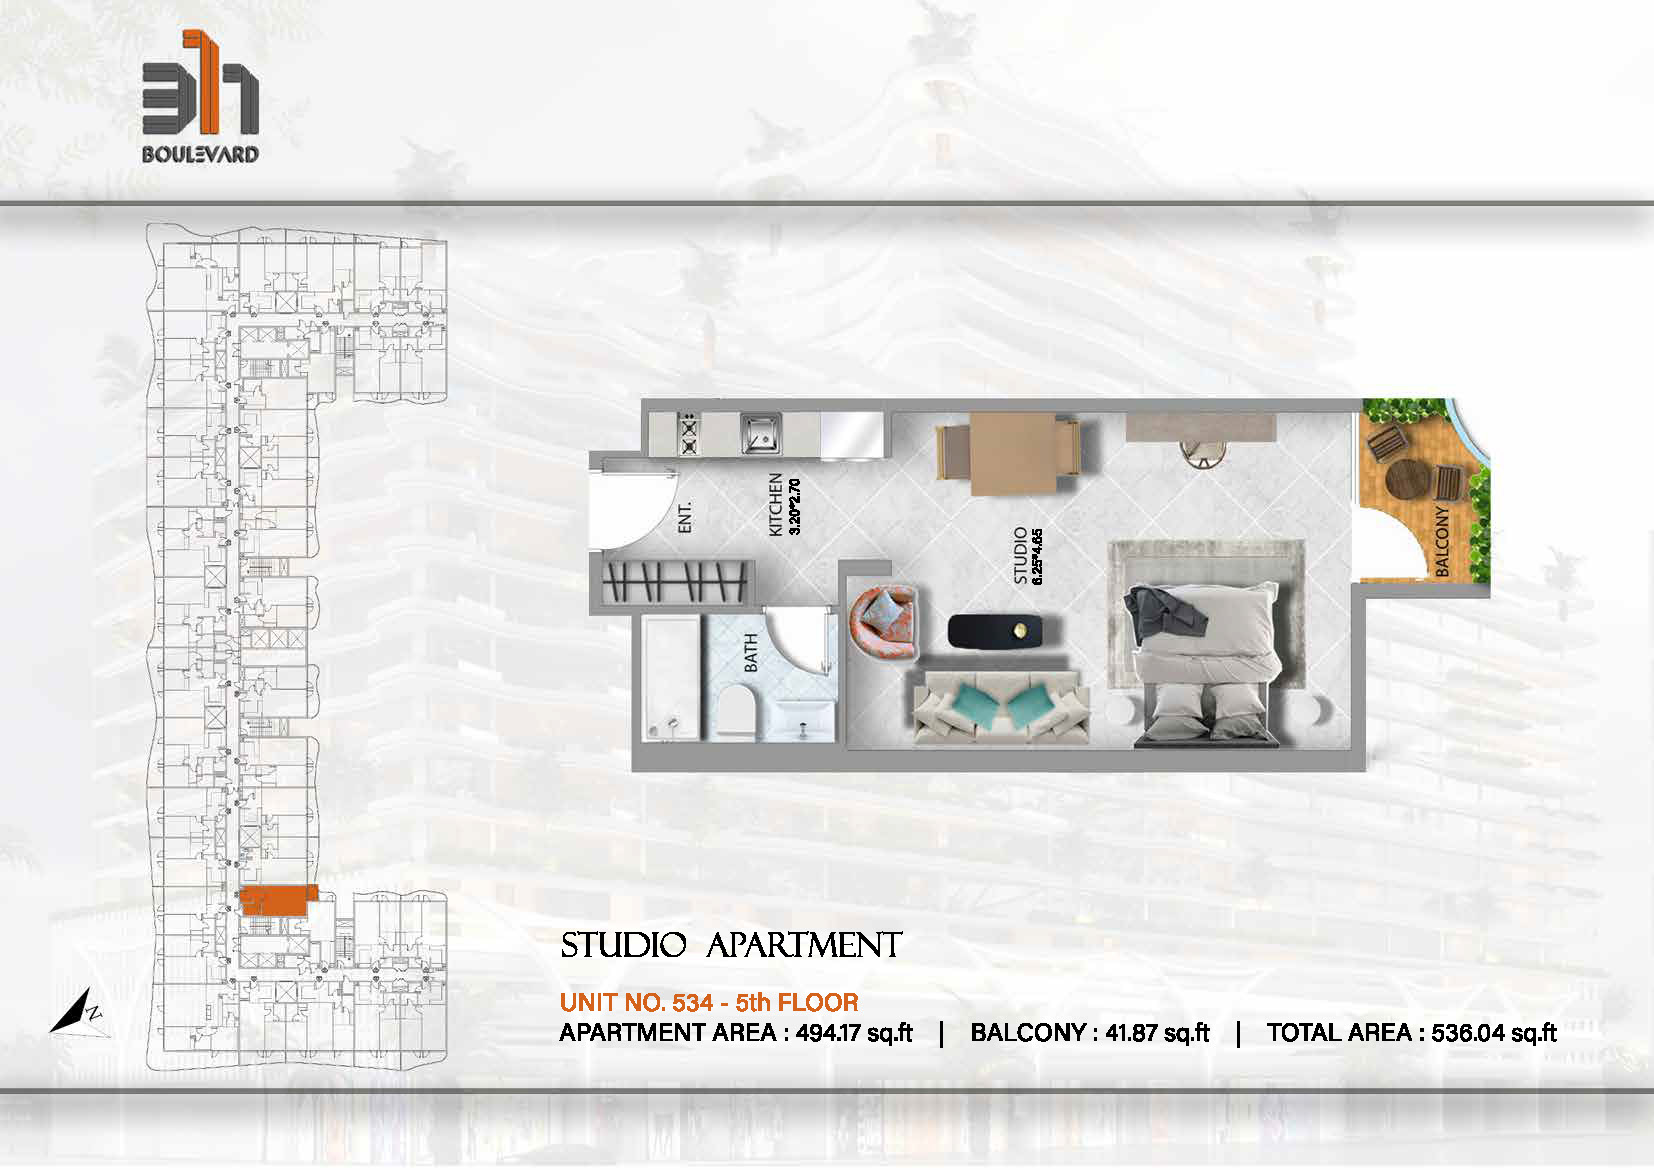 311
BOULEVARD
ENT.
KITCHEN
3.20*2.70
STUDIO
6.25*4.65
BALCONY
BATH
N
STUDIO APARTMENT
UNIT NO. 534 - 5th FLOOR
APARTMENT AREA : 494.17 sq.ft | BALCONY : 41.87 sq.ft | TOTAL AREA : 536.04 sq.ft